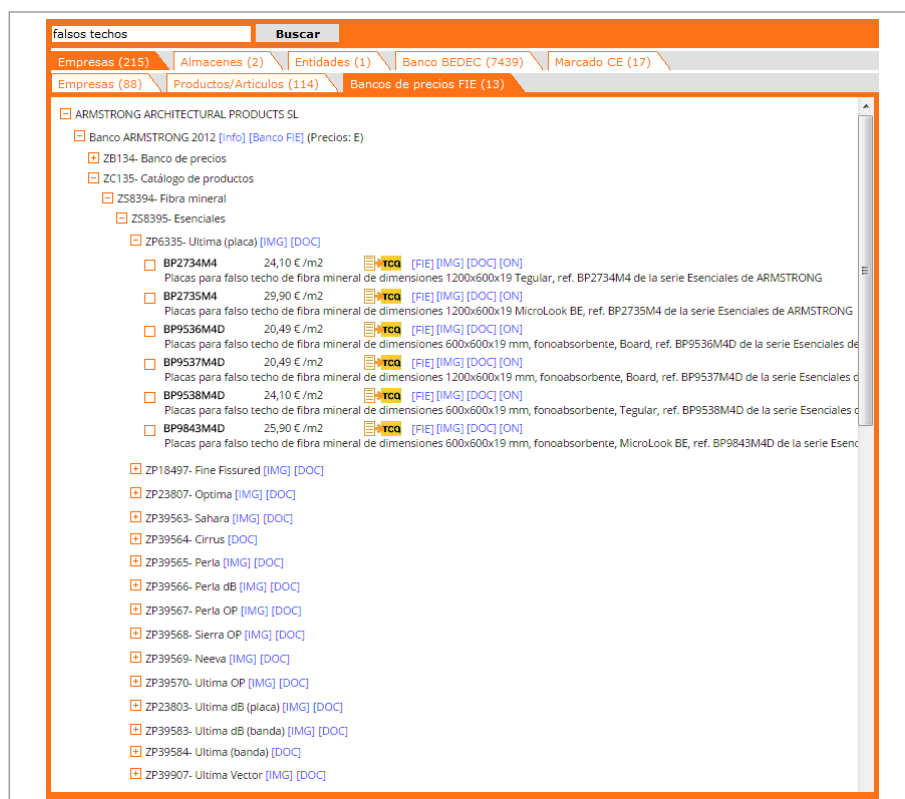 falsos techos Buscar
Empresas (215) Almacenes (2) Entidades (1) Banco BEDEC (7439) Marcado CE (17)
Empresas (88) Productos/Articulos (114) Bancos de precios FIE (13)
ARMSTRONG ARCHITECTURAL PRODUCTS SL
Banco ARMSTRONG 2012 [Info] [Banco FIE] (Precios: E)
ZB134- Banco de precios
ZC135- Catálogo de productos
ZS8394- Fibra mineral
ZS8395- Esenciales
ZP6335- Ultima (placa) [IMG] [DOC]
BP2734M4 24,10 € /m2 TCQ [FIE] [IMG] [DOC] [ON]
Placas para falso techo de fibra mineral de dimensiones 1200x600x19 Tegular, ref. BP2734M4 de la serie Esenciales de ARMSTRONG
BP2735M4 29,90 € /m2 TCQ [FIE] [IMG] [DOC] [ON]
Placas para falso techo de fibra mineral de dimensiones 1200x600x19 MicroLook BE, ref. BP2735M4 de la serie Esenciales de ARMSTRONG
BP9536M4D 20,49 € /m2 TCQ [FIE] [IMG] [DOC] [ON]
Placas para falso techo de fibra mineral de dimensiones 600x600x19 mm, fonoabsorbente, Board, ref. BP9536M4D de la serie Esenciales de
BP9537M4D 20,49 € /m2 TCQ [FIE] [IMG] [DOC] [ON]
Placas para falso techo de fibra mineral de dimensiones 1200x600x19 mm, fonoabsorbente, Board, ref. BP9537M4D de la serie Esenciales
BP9538M4D 24,10 € /m2 TCQ [FIE] [IMG] [DOC] [ON]
Placas para falso techo de fibra mineral de dimensiones 600x600x19 mm, fonoabsorbente, Tegular, ref. BP9538M4D de la serie Esenciales
BP9843M4D 25,90 € /m2 TCQ [FIE] [IMG] [DOC] [ON]
Placas para falso techo de fibra mineral de dimensiones 600x600x19 mm, fonoabsorbente, MicroLook BE, ref. BP9843M4D de la serie
ZP18497- Fine Fissured [IMG] [DOC]
ZP23807- Optima [IMG] [DOC]
ZP39563- Sahara [IMG] [DOC]
ZP39564- Cirrus [DOC]
ZP39565- Perla [IMG] [DOC]
ZP39566- Perla dB [IMG] [DOC]
ZP39567- Perla OP [IMG] [DOC]
ZP39568- Sierra OP [IMG] [DOC]
ZP39569- Neeva [IMG] [DOC]
ZP39570- Ultima OP [IMG] [DOC]
ZP23803- Ultima dB (placa) [IMG] [DOC]
ZP39583- Ultima dB (banda) [IMG] [DOC]
ZP39584- Ultima (banda) [DOC]
ZP39907- Ultima Vector [IMG] [DOC]